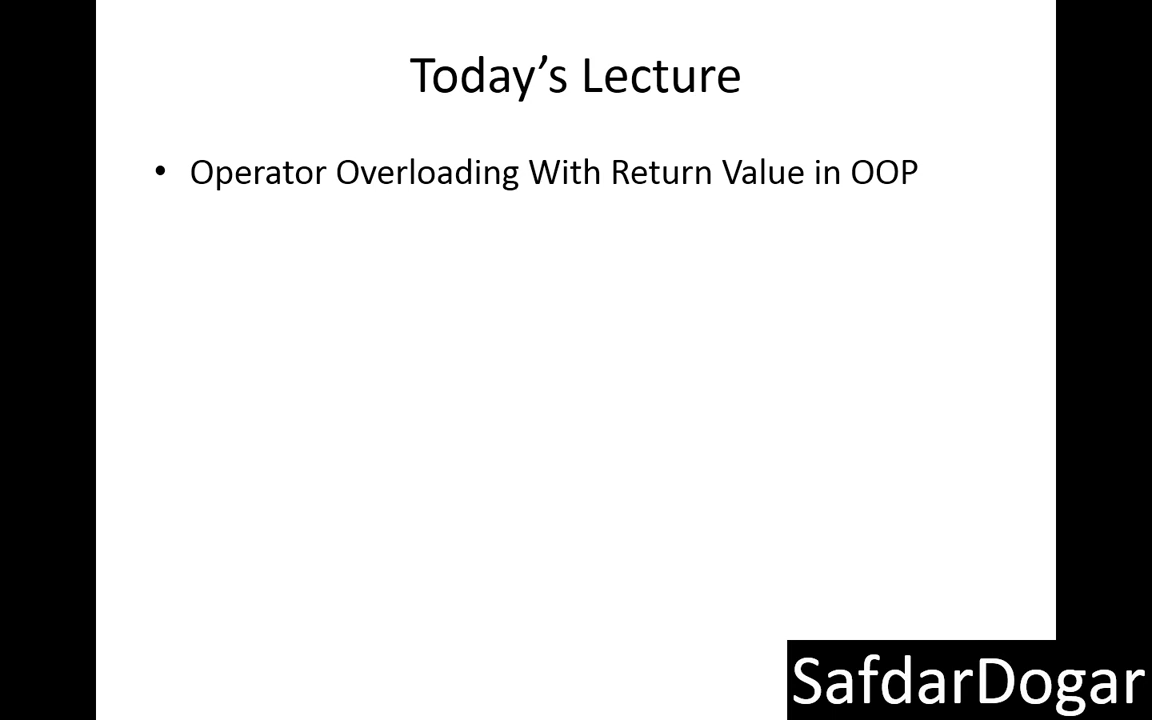 Today’s Lecture
• Operator Overloading With Return Value in OOP
SafdarDogar